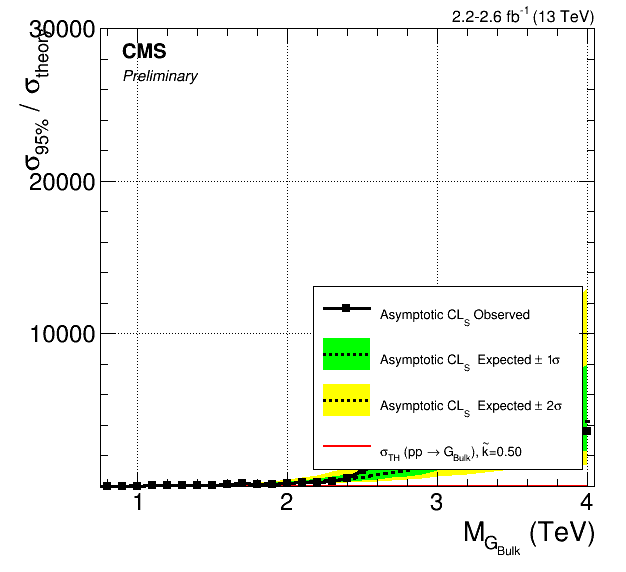 2.2-2.6 fb⁻¹ (13 TeV)
30000
CMS
Preliminary
σ95% / σtheory
20000
10000
Asymptotic CLS Observed
Asymptotic CLS Expected ± 1σ
Asymptotic CLS Expected ± 2σ
σTH (pp → GBulk), k̃=0.50
1 2 3 4
MGBulk (TeV)